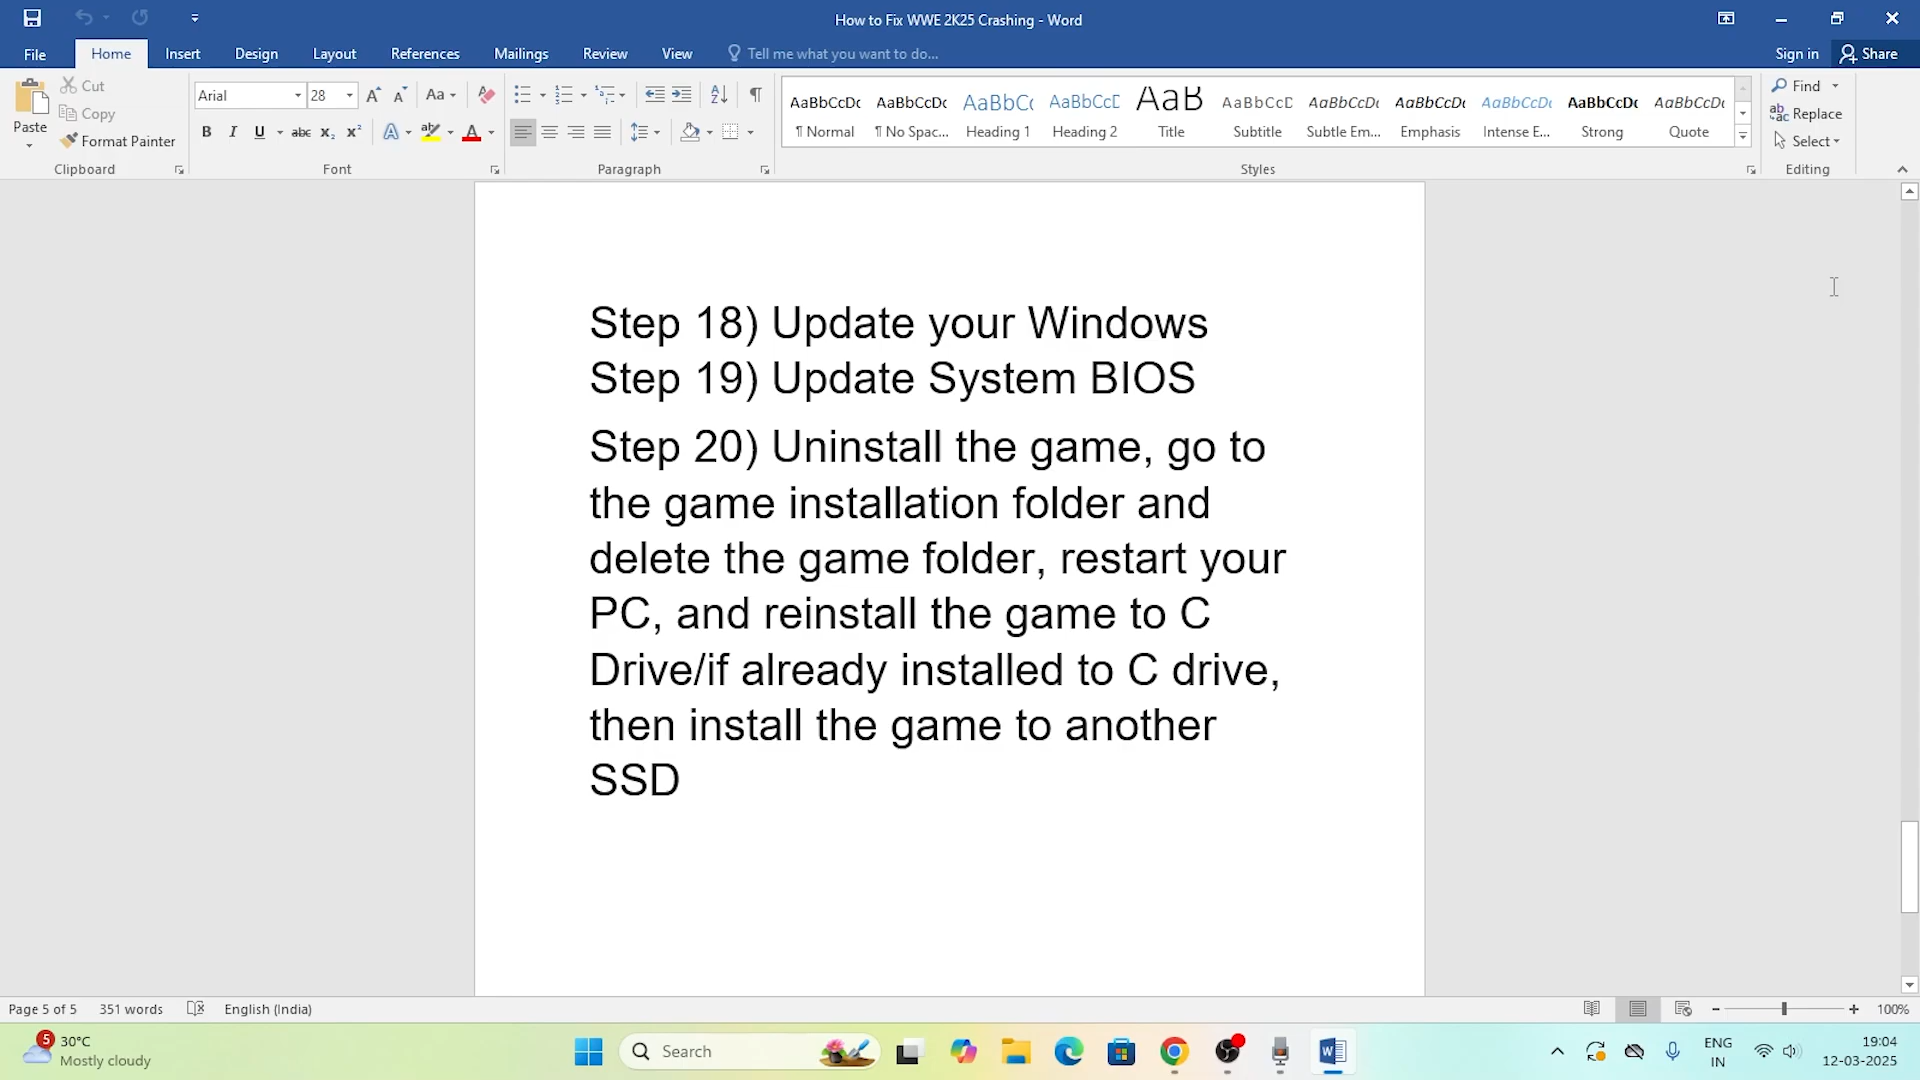 How to Fix WWE 2K25 Crashing - Word
File Home Insert Design Layout References Mailings Review View Tell me what you want to do... Sign in Share
Paste
Cut
Copy
Format Painter
Clipboard
Arial 28
Font
Paragraph
AaBbCcDc AaBbCcDc AaBbCc AaBbCcD AaB AaBbCcD AaBbCcDc AaBbCcDc AaBbCcDc AaBbCcDc AaBbCcDc
¶ Normal ¶ No Spac... Heading 1 Heading 2 Title Subtitle Subtle Em... Emphasis Intense E... Strong Quote
Styles
Find
Replace
Select
Editing
Step 18) Update your Windows
Step 19) Update System BIOS
Step 20) Uninstall the game, go to
the game installation folder and
delete the game folder, restart your
PC, and reinstall the game to C
Drive/if already installed to C drive,
then install the game to another
SSD
Page 5 of 5 351 words English (India) 100%
5 30°C
Mostly cloudy
Search
ENG
IN
19:04
12-03-2025